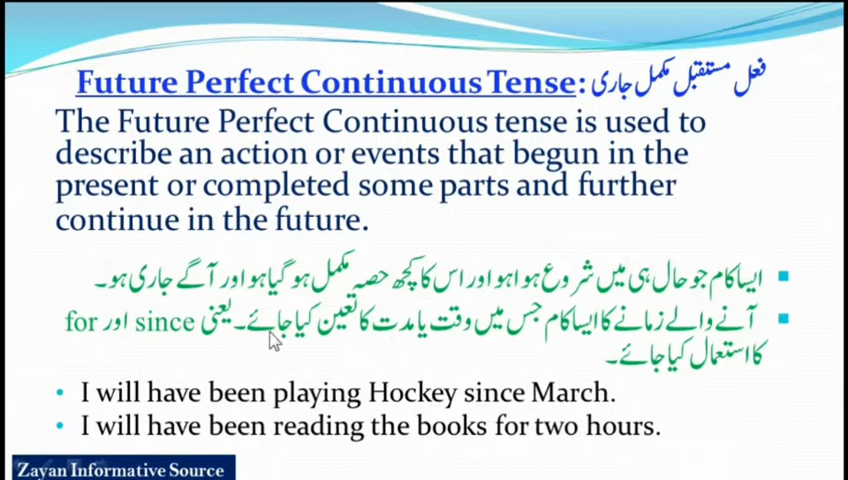 Future Perfect Continuous Tense: فعل مستقبل مکمل جاری
The Future Perfect Continuous tense is used to
describe an action or events that begun in the
present or completed some parts and further
continue in the future.
ایسا کام جو حال ہی میں شروع ہوا ہو اور اس کا کچھ حصہ مکمل ہو گیا ہو اور آگے جاری ہو۔
آنے والے زمانے کا ایسا کام جس میں وقت یا مدت کا تعین کیا جائے۔ یعنی since اور for
کا استعمال کیا جائے۔
• I will have been playing Hockey since March.
• I will have been reading the books for two hours.
Zayan Informative Source